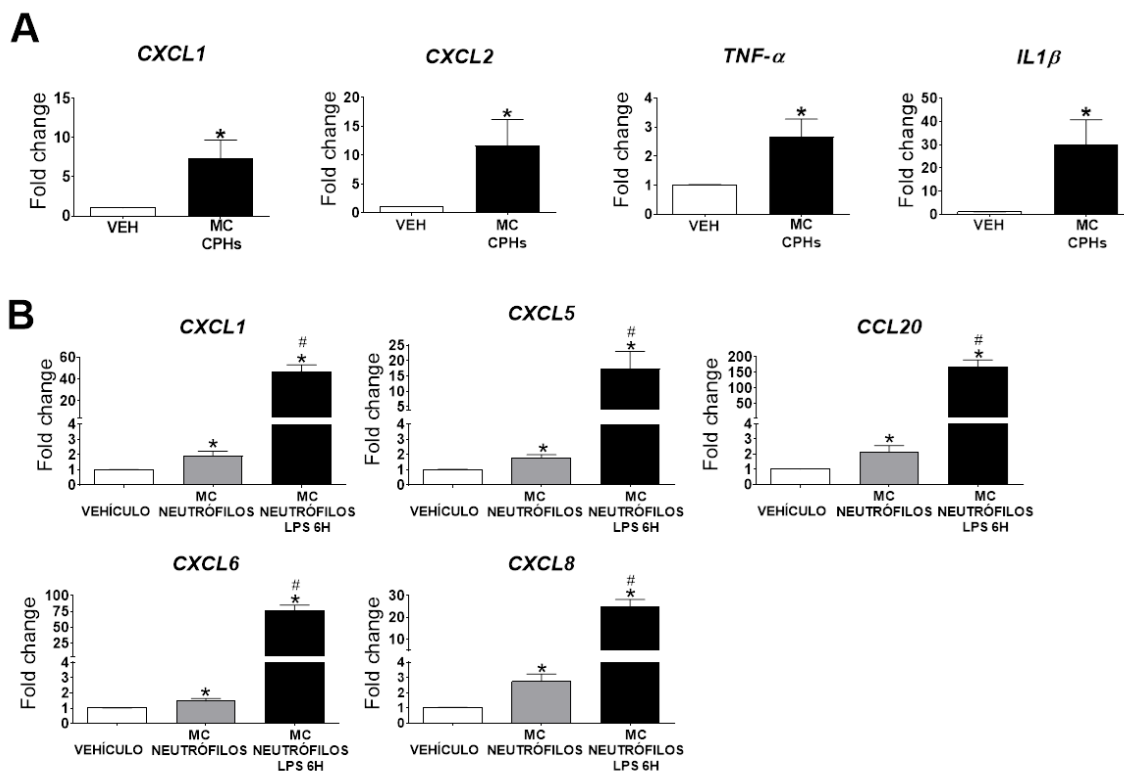 A
CXCL1
Fold change
15
10
5
0
VEH
MC
CPHs
*
CXCL2
Fold change
20
15
10
5
0
VEH
MC
CPHs
*
TNF-α
Fold change
4
3
2
1
0
VEH
MC
CPHs
*
IL1β
Fold change
50
40
30
20
10
0
VEH
MC
CPHs
*
B
CXCL1
Fold change
60
40
20
4
3
2
1
0
*
#
*
VEHÍCULO
MC
NEUTRÓFILOS
MC
NEUTRÓFILOS
LPS 6H
CXCL5
Fold change
25
20
15
10
5
4
3
2
1
0
*
#
*
VEHÍCULO
MC
NEUTRÓFILOS
MC
NEUTRÓFILOS
LPS 6H
CCL20
Fold change
200
150
100
50
4
3
2
1
0
*
#
*
VEHÍCULO
MC
NEUTRÓFILOS
MC
NEUTRÓFILOS
LPS 6H
CXCL6
Fold change
100
75
50
25
4
3
2
1
0
*
#
*
VEHÍCULO
MC
NEUTRÓFILOS
MC
NEUTRÓFILOS
LPS 6H
CXCL8
Fold change
30
20
10
4
3
2
1
0
*
#
*
VEHÍCULO
MC
NEUTRÓFILOS
MC
NEUTRÓFILOS
LPS 6H